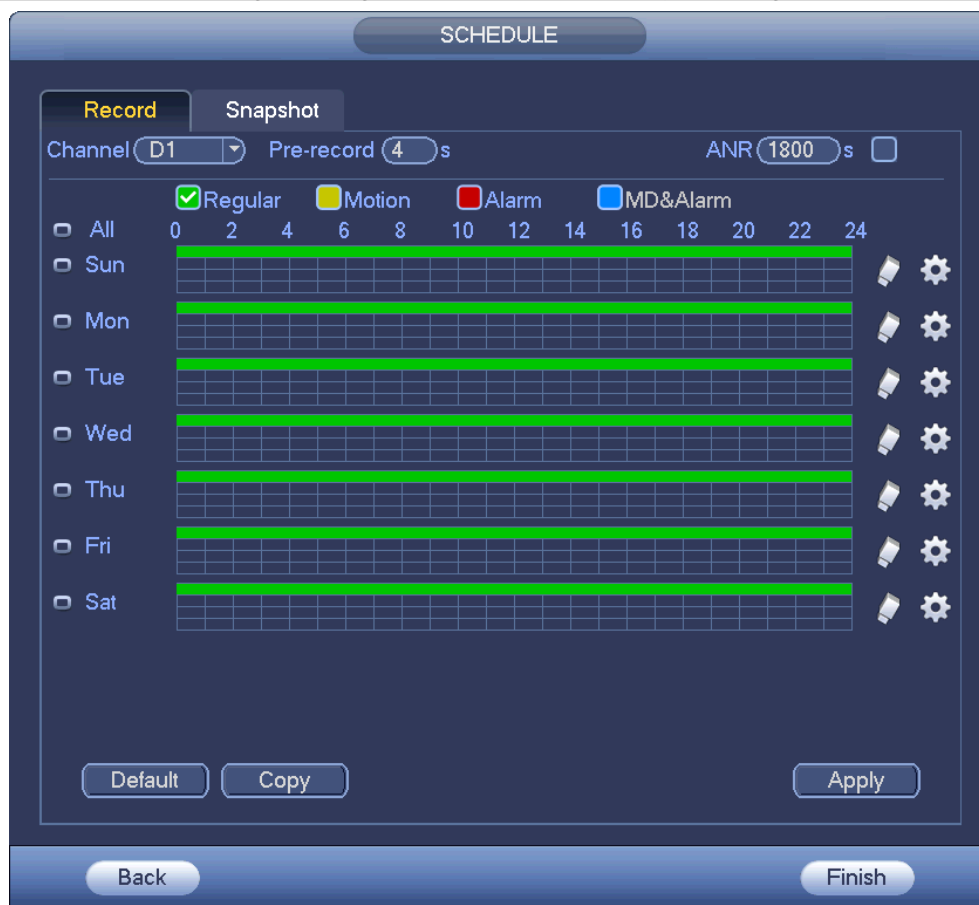 SCHEDULE
Record Snapshot
Channel D1 Pre-record 4 s ANR 1800 s
Regular Motion Alarm MD&Alarm
All 0 2 4 6 8 10 12 14 16 18 20 22 24
Sun
Mon
Tue
Wed
Thu
Fri
Sat
Default Copy Apply
Back Finish